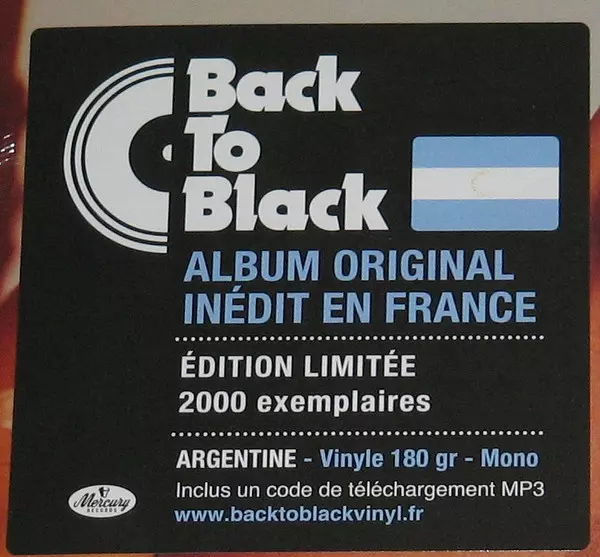 Back
To
Black
ALBUM ORIGINAL
INÉDIT EN FRANCE
ÉDITION LIMITÉE
2000 exemplaires
ARGENTINE - Vinyle 180 gr - Mono
Inclus un code de téléchargement MP3
www.backtoblackvinyl.fr
Mercury
RECORDS